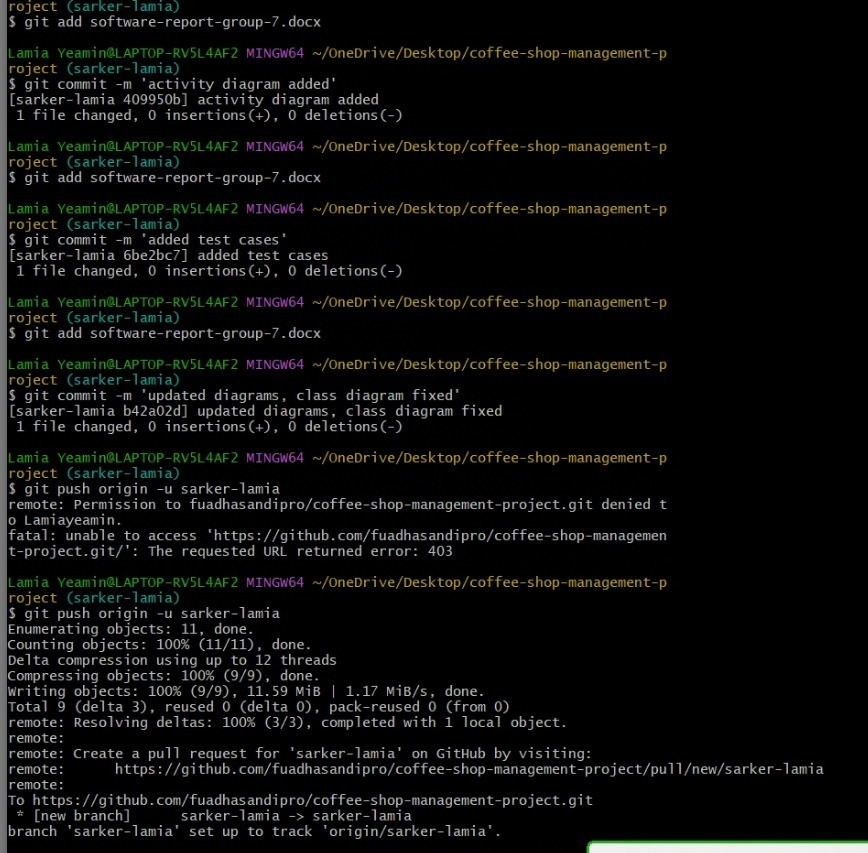 roject (sarker-lamia)
$ git add software-report-group-7.docx
Lamia Yeamin@LAPTOP-RV5L4AF2 MINGW64 ~/OneDrive/Desktop/coffee-shop-management-p
roject (sarker-lamia)
$ git commit -m 'activity diagram added'
[sarker-lamia 409950b] activity diagram added
 1 file changed, 0 insertions(+), 0 deletions(-)
Lamia Yeamin@LAPTOP-RV5L4AF2 MINGW64 ~/OneDrive/Desktop/coffee-shop-management-p
roject (sarker-lamia)
$ git add software-report-group-7.docx
Lamia Yeamin@LAPTOP-RV5L4AF2 MINGW64 ~/OneDrive/Desktop/coffee-shop-management-p
roject (sarker-lamia)
$ git commit -m 'added test cases'
[sarker-lamia 6be2bc7] added test cases
 1 file changed, 0 insertions(+), 0 deletions(-)
Lamia Yeamin@LAPTOP-RV5L4AF2 MINGW64 ~/OneDrive/Desktop/coffee-shop-management-p
roject (sarker-lamia)
$ git add software-report-group-7.docx
Lamia Yeamin@LAPTOP-RV5L4AF2 MINGW64 ~/OneDrive/Desktop/coffee-shop-management-p
roject (sarker-lamia)
$ git commit -m 'updated diagrams, class diagram fixed'
[sarker-lamia b42a02d] updated diagrams, class diagram fixed
 1 file changed, 0 insertions(+), 0 deletions(-)
Lamia Yeamin@LAPTOP-RV5L4AF2 MINGW64 ~/OneDrive/Desktop/coffee-shop-management-p
roject (sarker-lamia)
$ git push origin -u sarker-lamia
remote: Permission to fuadhasandipro/coffee-shop-management-project.git denied t
o Lamiayeamin.
fatal: unable to access 'https://github.com/fuadhasandipro/coffee-shop-managemen
t-project.git/': The requested URL returned error: 403
Lamia Yeamin@LAPTOP-RV5L4AF2 MINGW64 ~/OneDrive/Desktop/coffee-shop-management-p
roject (sarker-lamia)
$ git push origin -u sarker-lamia
Enumerating objects: 11, done.
Counting objects: 100% (11/11), done.
Delta compression using up to 12 threads
Compressing objects: 100% (9/9), done.
Writing objects: 100% (9/9), 11.59 MiB | 1.17 MiB/s, done.
Total 9 (delta 3), reused 0 (delta 0), pack-reused 0 (from 0)
remote: Resolving deltas: 100% (3/3), completed with 1 local object.
remote:
remote: Create a pull request for 'sarker-lamia' on GitHub by visiting:
remote:      https://github.com/fuadhasandipro/coffee-shop-management-project/pull/new/sarker-lamia
remote:
To https://github.com/fuadhasandipro/coffee-shop-management-project.git
 * [new branch]      sarker-lamia -> sarker-lamia
branch 'sarker-lamia' set up to track 'origin/sarker-lamia'.